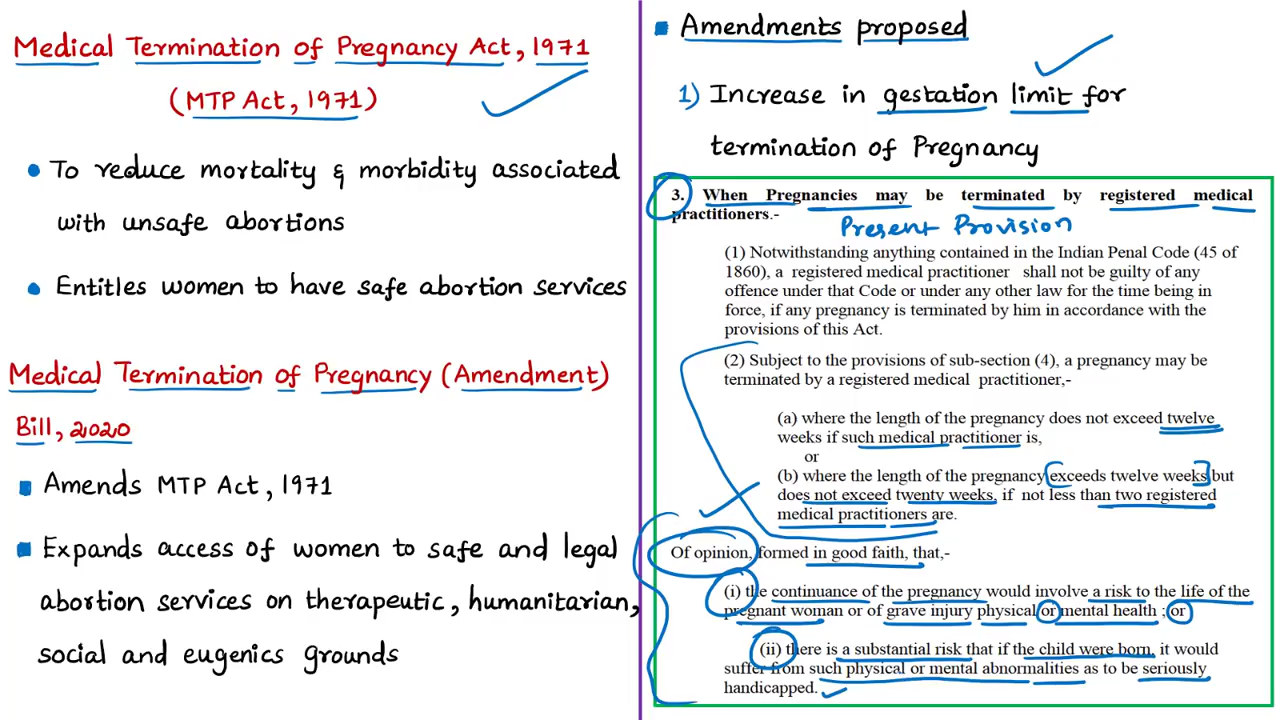 Medical Termination of Pregnancy Act, 1971
(MTP Act, 1971)
To reduce mortality & morbidity associated
with unsafe abortions
Entitles women to have safe abortion services
Medical Termination of Pregnancy (Amendment)
Bill, 2020
Amends MTP Act, 1971
Expands access of women to safe and legal
abortion services on therapeutic, humanitarian,
social and eugenics grounds
Amendments proposed
1) Increase in gestation limit for
termination of Pregnancy
3. When Pregnancies may be terminated by registered medical
practitioners.-
Present Provision
(1) Notwithstanding anything contained in the Indian Penal Code (45 of
1860), a registered medical practitioner shall not be guilty of any
offence under that Code or under any other law for the time being in
force, if any pregnancy is terminated by him in accordance with the
provisions of this Act.
(2) Subject to the provisions of sub-section (4), a pregnancy may be
terminated by a registered medical practitioner,-
(a) where the length of the pregnancy does not exceed twelve
weeks if such medical practitioner is,
or
(b) where the length of the pregnancy exceeds twelve weeks but
does not exceed twenty weeks, if not less than two registered
medical practitioners are.
Of opinion, formed in good faith, that,-
(i) the continuance of the pregnancy would involve a risk to the life of the
pregnant woman or of grave injury physical or mental health ; or
(ii) there is a substantial risk that if the child were born, it would
suffer from such physical or mental abnormalities as to be seriously
handicapped.